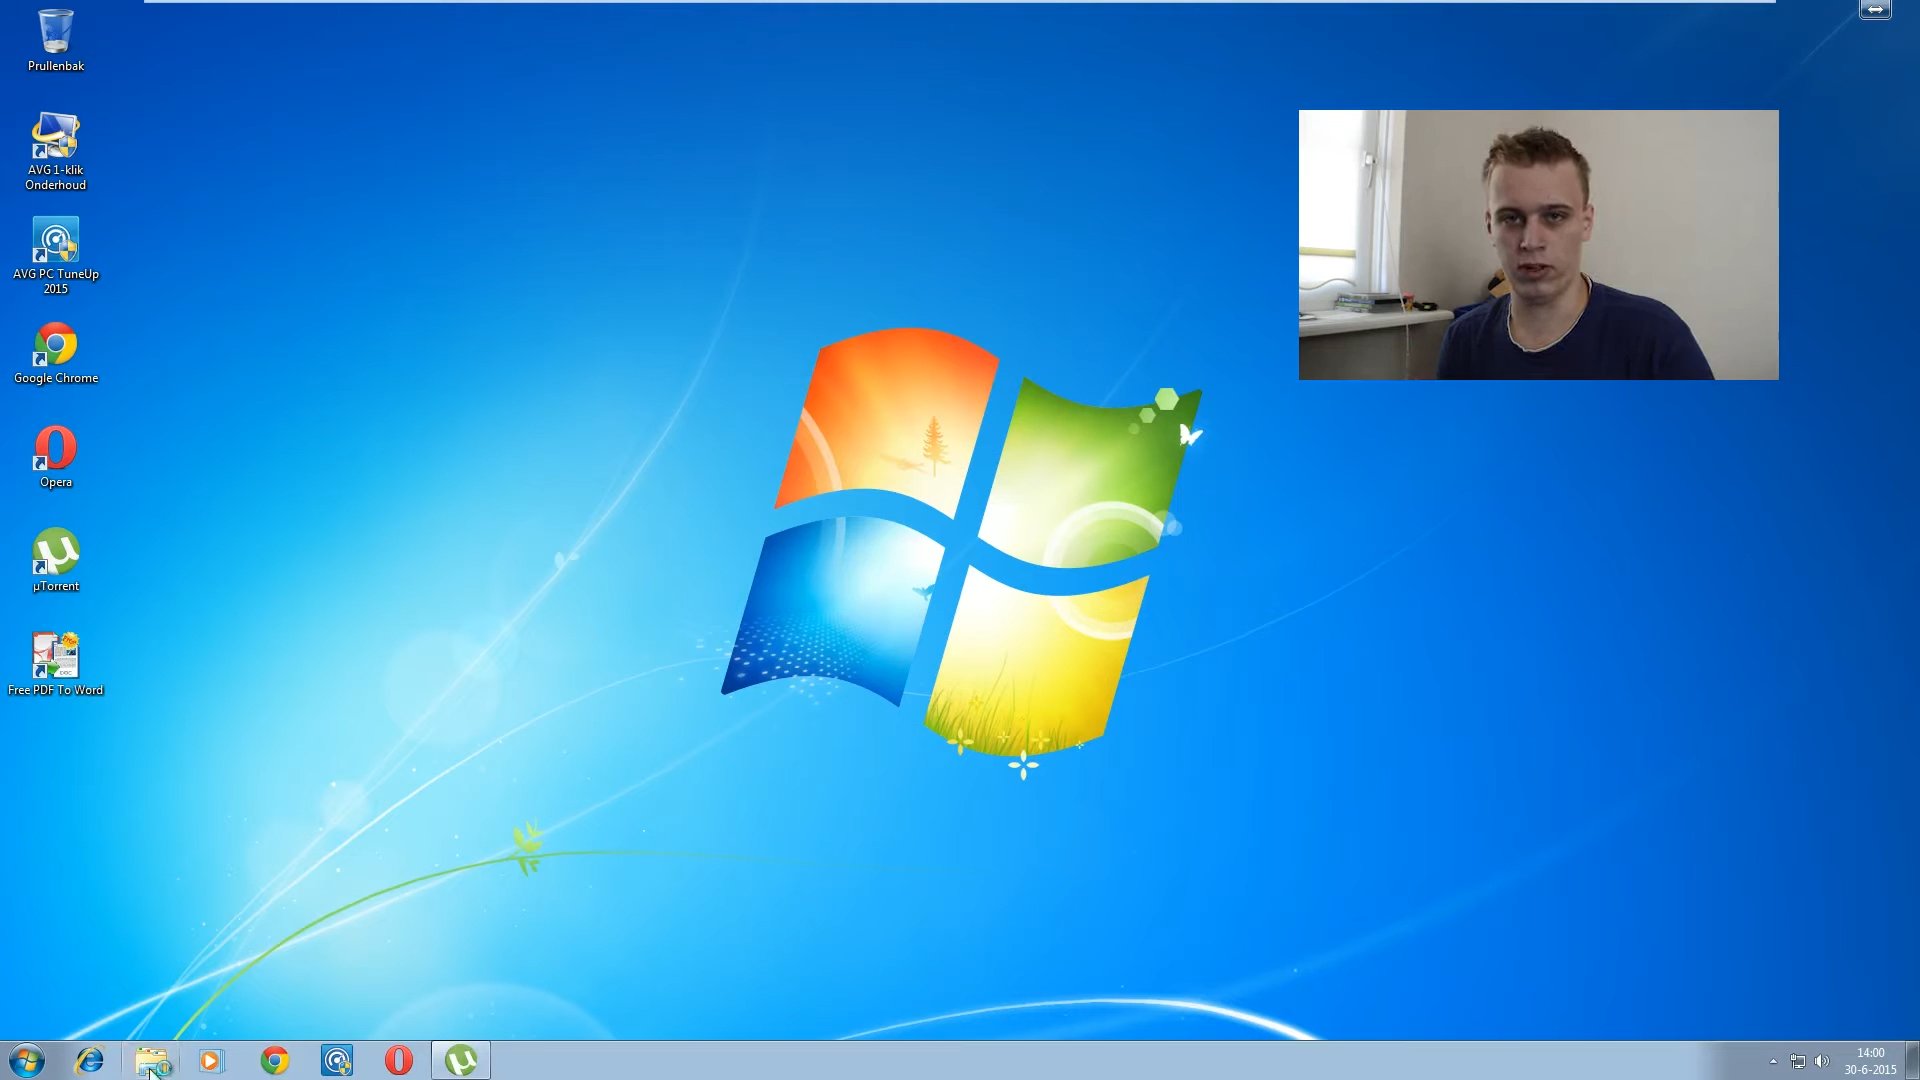 Prullenbak
AVG 1-klik
Onderhoud
AVG PC TuneUp
2015
Google Chrome
Opera
µTorrent
Free PDF To Word
14:00
30-6-2015